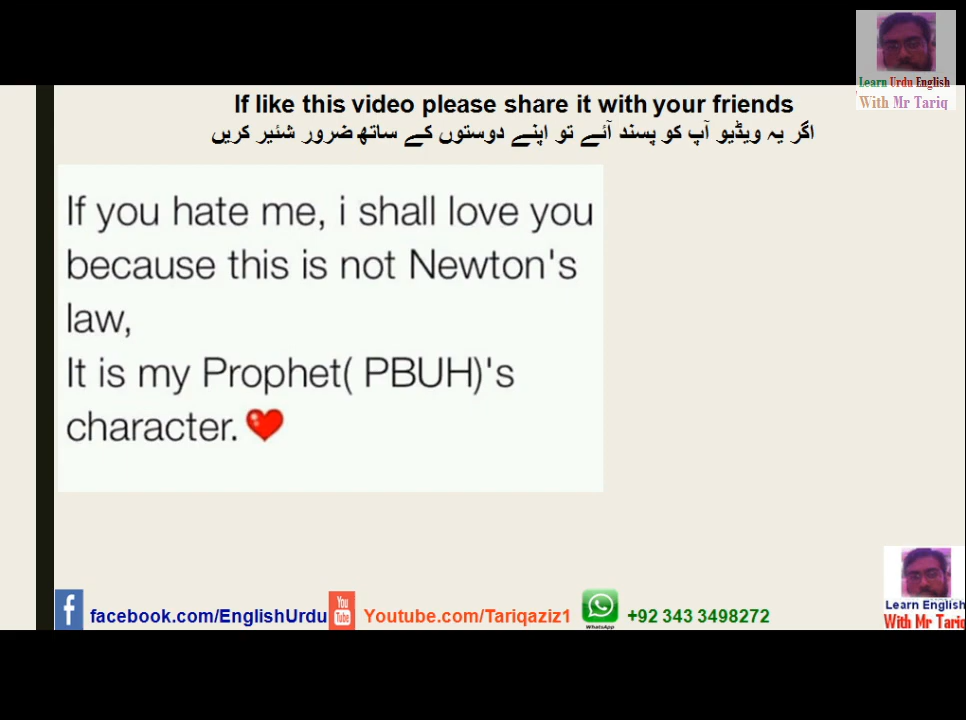 Learn Urdu English
With Mr Tariq
If like this video please share it with your friends
اگر یہ ویڈیو آپ کو پسند آئے تو اپنے دوستوں کے ساتھ ضرور شئیر کریں
If you hate me, i shall love you
because this is not Newton's
law,
It is my Prophet( PBUH)'s
character.❤️
Learn English
With Mr Tariq
facebook.com/EnglishUrdu
You
Tube
Youtube.com/Tariqaziz1
WhatsApp
+92 343 3498272